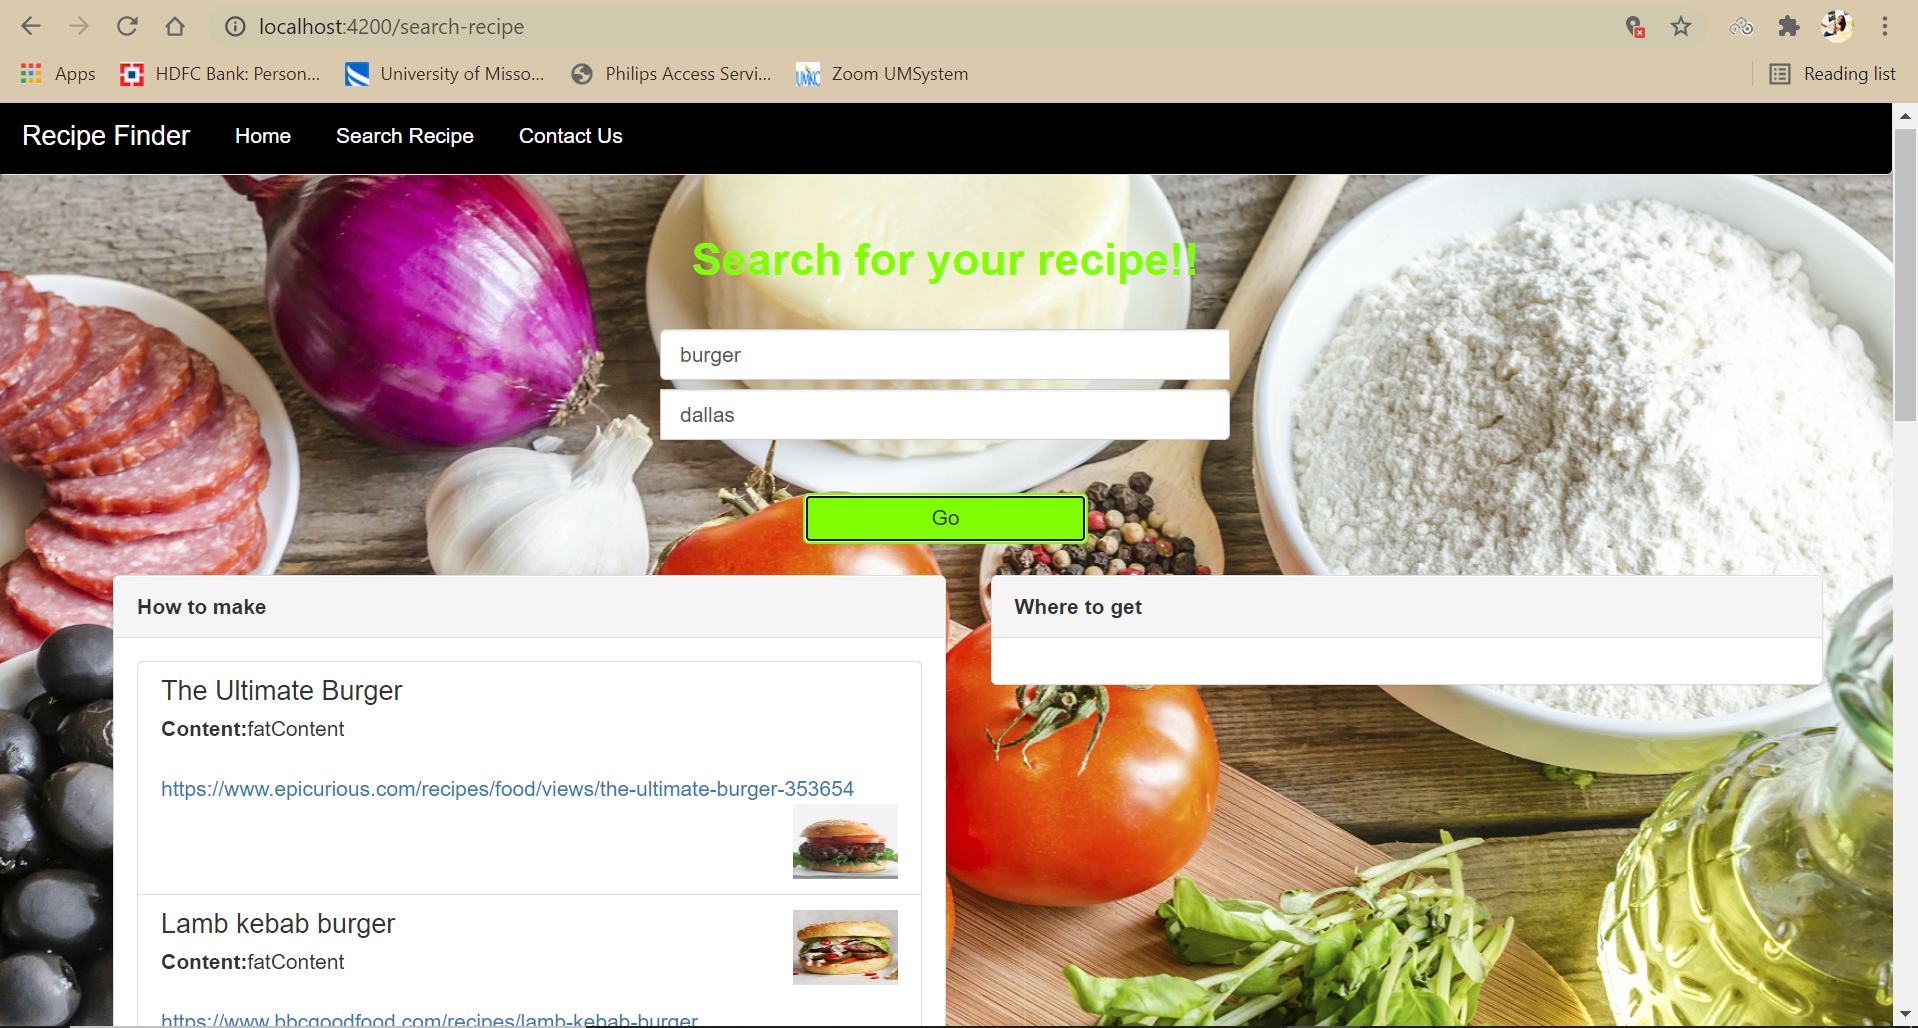 localhost:4200/search-recipe
Apps HDFC Bank: Person... University of Misso... Philips Access Servi... Zoom UMSystem Reading list
Recipe Finder Home Search Recipe Contact Us
Search for your recipe!!
burger
dallas
Go
How to make
The Ultimate Burger
Content:fatContent
https://www.epicurious.com/recipes/food/views/the-ultimate-burger-353654
Lamb kebab burger
Content:fatContent
https://www.bbcgoodfood.com/recipes/lamb-kebab-burger
Where to get